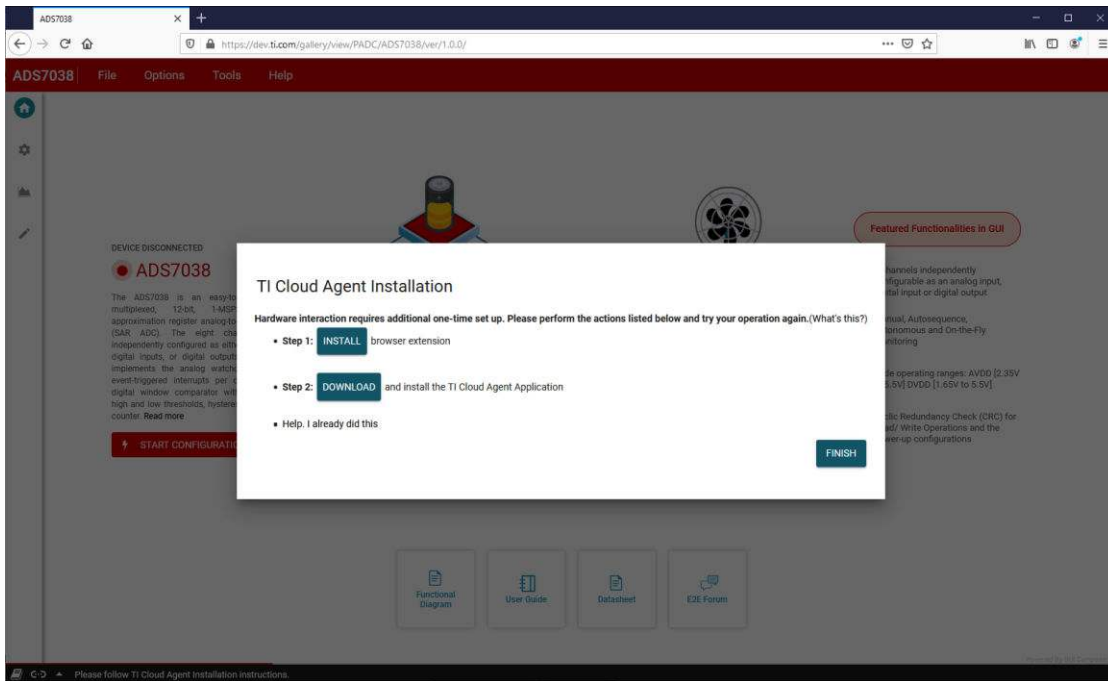 ADS7038
https://dev.ti.com/gallery/view/PADC/ADS7038/ver/1.0.0/
ADS7038 File Options Tools Help
Featured Functionalities in GUI
DEVICE DISCONNECTED
ADS7038
The ADS7038 is an easy-to
multiplexed, 12-bit, 1-MSP
approximation register analog-to
(SAR ADC). The eight cha
independently configured as eith
digital inputs, or digital outputs
implements the analog watch
event-triggered interrupts per c
digital window comparator wit
high and low thresholds, hystere
counter. Read more
START CONFIGURATIO
TI Cloud Agent Installation
Hardware interaction requires additional one-time set up. Please perform the actions listed below and try your operation again.(What's this?)
• Step 1: INSTALL browser extension
• Step 2: DOWNLOAD and install the TI Cloud Agent Application
• Help. I already did this
FINISH
hannels independently
nfigurable as an analog input,
ital input or digital output
nual, Autosequence,
tonomous and On-the-Fly
nitoring
de operating ranges: AVDD [2.35V
5.5V] DVDD [1.65V to 5.5V]
clic Redundancy Check (CRC) for
ad/ Write Operations and the
wer-up configurations
Functional
Diagram
User Guide
Datasheet
E2E Forum
Please follow TI Cloud Agent Installation instructions.